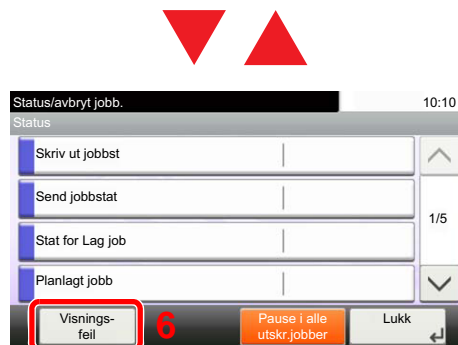 Status/avbryt jobb.
10:10
Status
Skriv ut jobbst
Send jobbstat
1/5
Stat for Lag job
Planlagt jobb
Visnings-
feil
6
Pause i alle
utskr.jobber
Lukk